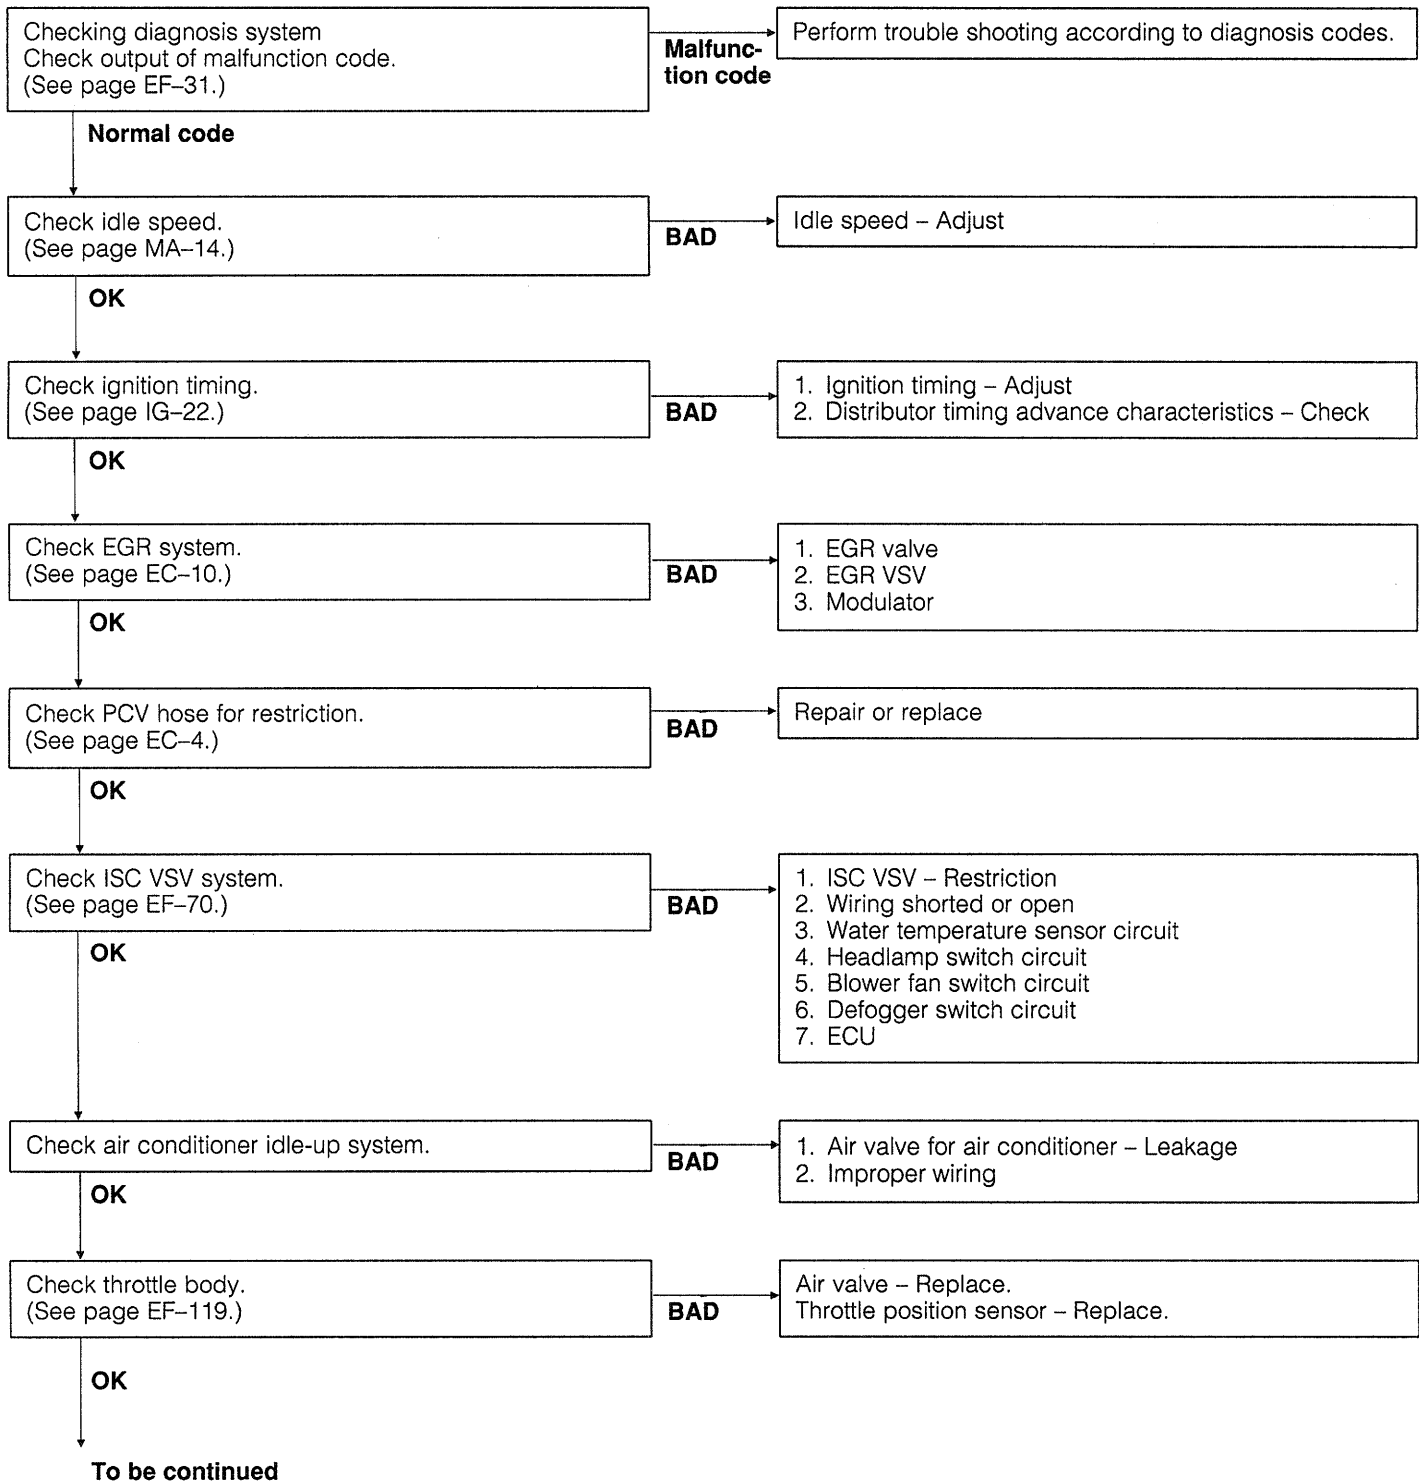 Checking diagnosis system
Check output of malfunction code.
(See page EF–31.)
Malfunc-
tion code
Perform trouble shooting according to diagnosis codes.
Normal code
Check idle speed.
(See page MA–14.)
BAD
Idle speed – Adjust
OK
Check ignition timing.
(See page IG–22.)
BAD
1. Ignition timing – Adjust
2. Distributor timing advance characteristics – Check
OK
Check EGR system.
(See page EC–10.)
BAD
1. EGR valve
2. EGR VSV
3. Modulator
OK
Check PCV hose for restriction.
(See page EC–4.)
BAD
Repair or replace
OK
Check ISC VSV system.
(See page EF–70.)
BAD
1. ISC VSV – Restriction
2. Wiring shorted or open
3. Water temperature sensor circuit
4. Headlamp switch circuit
5. Blower fan switch circuit
6. Defogger switch circuit
7. ECU
OK
Check air conditioner idle-up system.
BAD
1. Air valve for air conditioner – Leakage
2. Improper wiring
OK
Check throttle body.
(See page EF–119.)
BAD
Air valve – Replace.
Throttle position sensor – Replace.
OK
To be continued